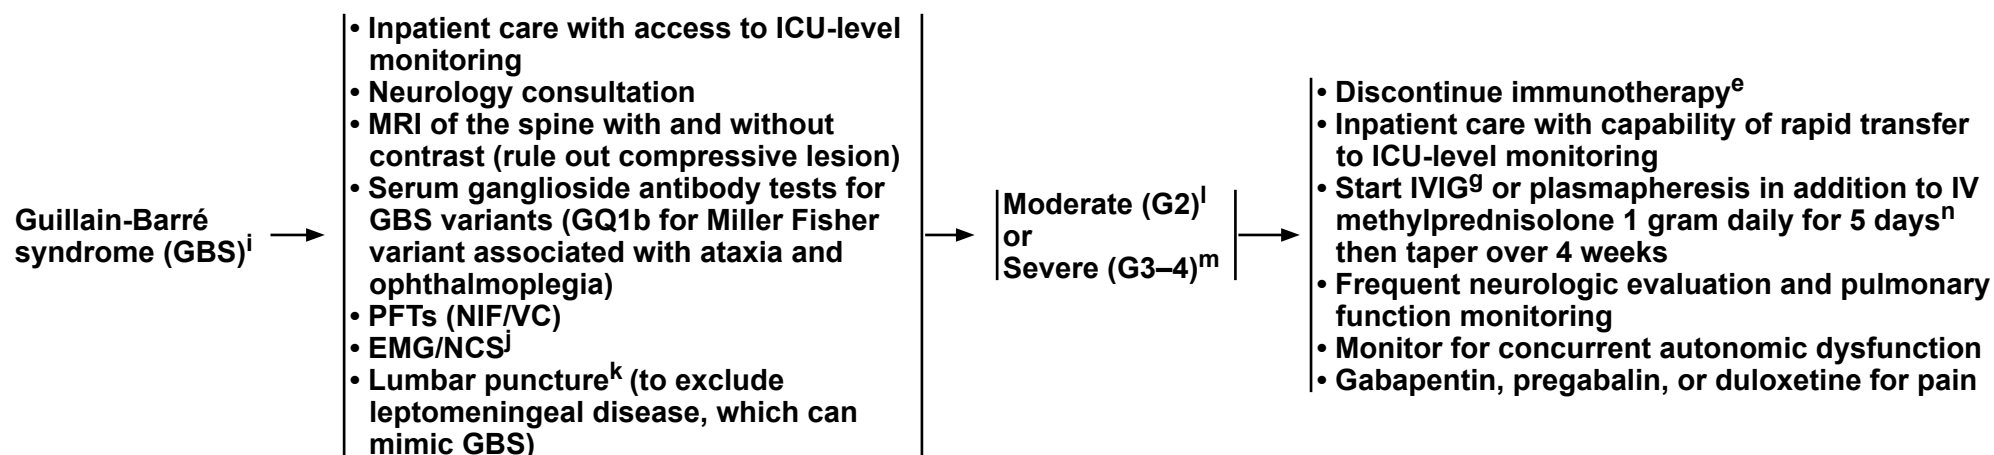 Guillain-Barré
syndrome (GBS)i
• Inpatient care with access to ICU-level
monitoring
• Neurology consultation
• MRI of the spine with and without
contrast (rule out compressive lesion)
• Serum ganglioside antibody tests for
GBS variants (GQ1b for Miller Fisher
variant associated with ataxia and
ophthalmoplegia)
• PFTs (NIF/VC)
• EMG/NCSj
• Lumbar puncturek (to exclude
leptomeningeal disease, which can
mimic GBS)
Moderate (G2)l
or
Severe (G3–4)m
• Discontinue immunotherapye
• Inpatient care with capability of rapid transfer
to ICU-level monitoring
• Start IVIGg or plasmapheresis in addition to IV
methylprednisolone 1 gram daily for 5 daysn
then taper over 4 weeks
• Frequent neurologic evaluation and pulmonary
function monitoring
• Monitor for concurrent autonomic dysfunction
• Gabapentin, pregabalin, or duloxetine for pain